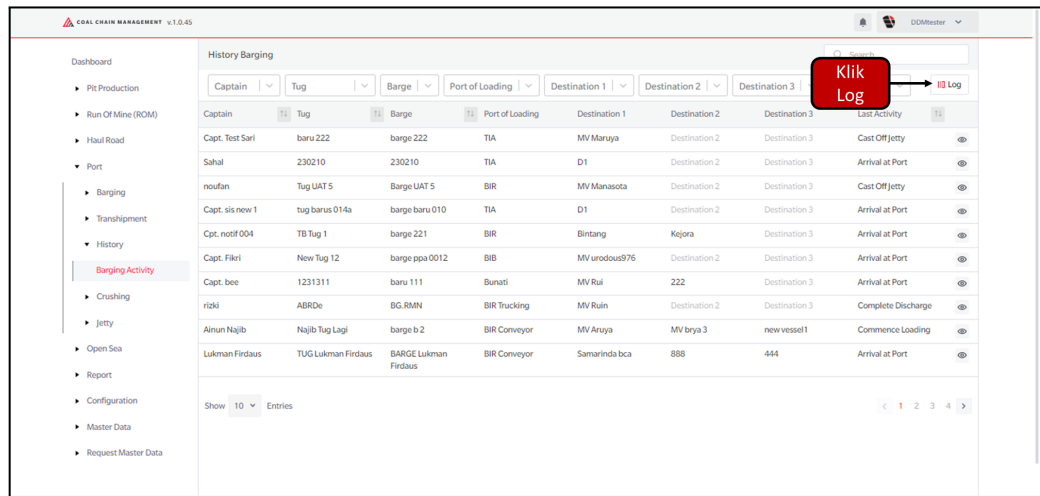 COAL CHAIN MANAGEMENT v.1.0.45
DDMtester
Dashboard
Pit Production
Run Of Mine (ROM)
Haul Road
Port
Barging
Transhipment
History
Barging Activity
Crushing
Jetty
Open Sea
Report
Configuration
Master Data
Request Master Data
History Barging
Search
Captain Tug Barge Port of Loading Destination 1 Destination 2 Destination 3
Klik
Log
Log
Captain Tug Barge Port of Loading Destination 1 Destination 2 Destination 3 Last Activity
Capt. Test Sari baru 222 barge 222 TIA MV Maruya Destination 2 Destination 3 Cast Off Jetty
Sahal 230210 230210 TIA D1 Destination 2 Destination 3 Arrival at Port
noufan Tug UAT 5 Barge UAT 5 BIR MV Manasota Destination 2 Destination 3 Cast Off Jetty
Capt. sis new 1 tug barus 014a barge baru 010 TIA D1 Destination 2 Destination 3 Arrival at Port
Cpt. notif 004 TB Tug 1 barge 221 BIR Bintang Kejora Destination 3 Arrival at Port
Capt. Fikri New Tug 12 barge ppa 0012 BIB MV urodous976 Destination 2 Destination 3 Arrival at Port
Capt. bee 1231311 baru 111 Bunati MV Rui 222 Destination 3 Arrival at Port
rizki ABRDe BG.RMN BIR Trucking MV Ruin Destination 2 Destination 3 Complete Discharge
Ainun Najib Najib Tug Lagi barge b 2 BIR Conveyor MV Aruya MV brya 3 new vessel1 Commence Loading
Lukman Firdaus TUG Lukman Firdaus BARGE Lukman BIR Conveyor Samarinda bca 888 444 Arrival at Port
Firdaus
Show 10 Entries
1 2 3 4